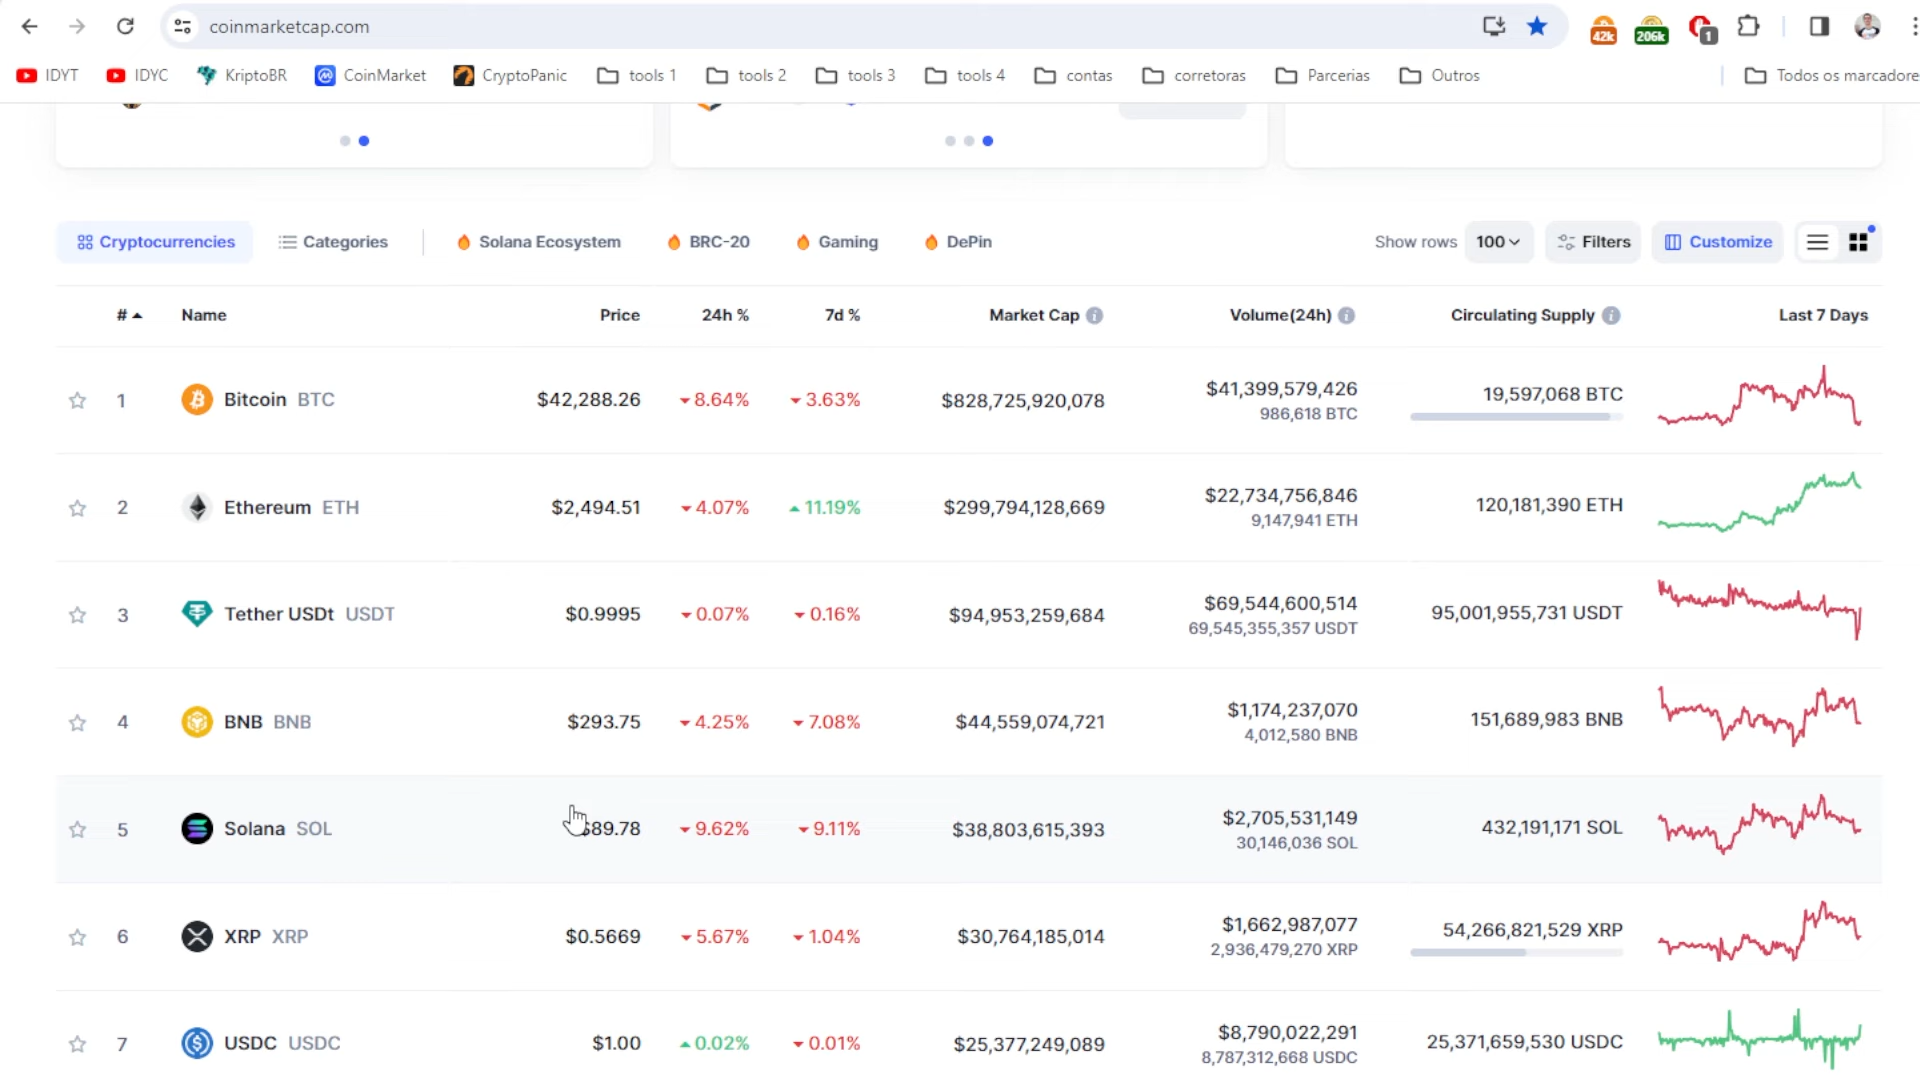 coinmarketcap.com
42k 206k 1
IDYT IDYC KriptoBR CoinMarket CryptoPanic tools 1 tools 2 tools 3 tools 4 contas corretoras Parcerias Outros Todos os marcadore
Cryptocurrencies Categories Solana Ecosystem BRC-20 Gaming DePin Show rows 100 Filters Customize
# Name Price 24h % 7d % Market Cap Volume(24h) Circulating Supply Last 7 Days
1 Bitcoin BTC $42,288.26 8.64% 3.63% $828,725,920,078 $41,399,579,426 19,597,068 BTC
986,618 BTC
2 Ethereum ETH $2,494.51 4.07% 11.19% $299,794,128,669 $22,734,756,846 120,181,390 ETH
9,147,941 ETH
3 Tether USDt USDT $0.9995 0.07% 0.16% $94,953,259,684 $69,544,600,514 95,001,955,731 USDT
69,545,355,357 USDT
4 BNB BNB $293.75 4.25% 7.08% $44,559,074,721 $1,174,237,070 151,689,983 BNB
4,012,580 BNB
5 Solana SOL $89.78 9.62% 9.11% $38,803,615,393 $2,705,531,149 432,191,171 SOL
30,146,036 SOL
6 XRP XRP $0.5669 5.67% 1.04% $30,764,185,014 $1,662,987,077 54,266,821,529 XRP
2,936,479,270 XRP
7 USDC USDC $1.00 0.02% 0.01% $25,377,249,089 $8,790,022,291 25,371,659,530 USDC
8,787,312,668 USDC